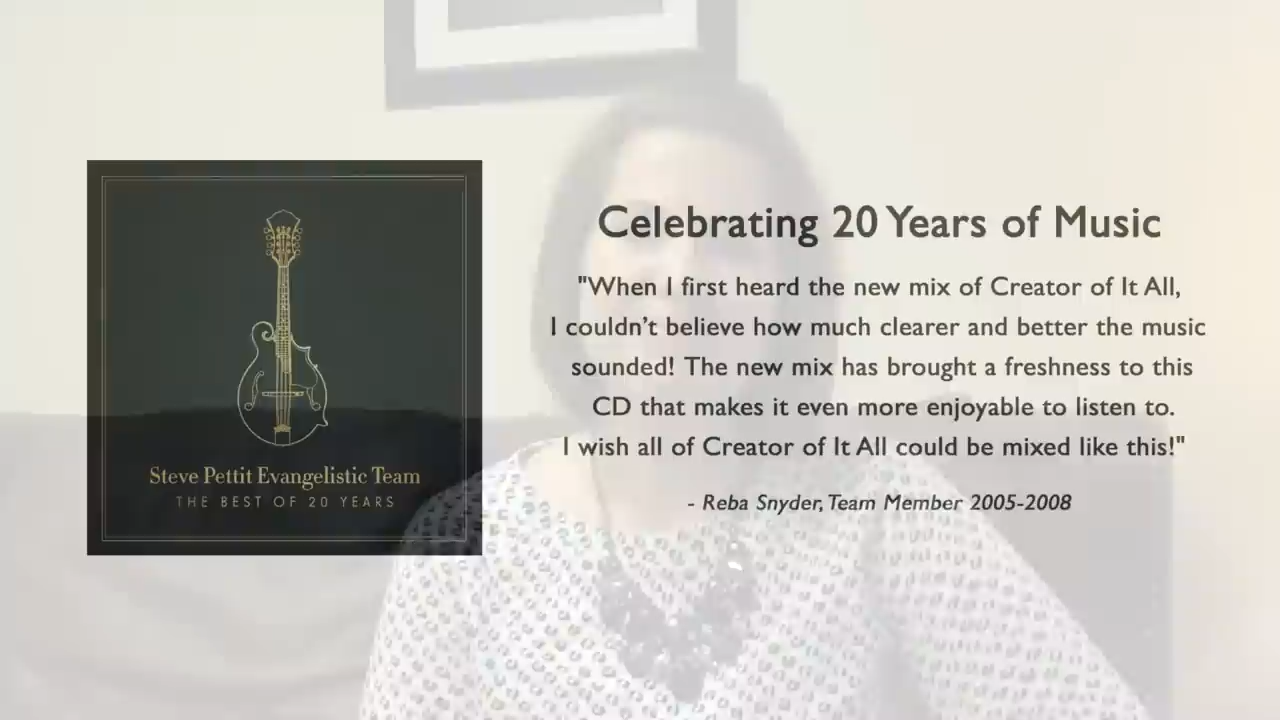 Celebrating 20 Years of Music
"When I first heard the new mix of Creator of It All,
I couldn't believe how much clearer and better the music
sounded! The new mix has brought a freshness to this
CD that makes it even more enjoyable to listen to.
I wish all of Creator of It All could be mixed like this!"
- Reba Snyder, Team Member 2005-2008
Steve Pettit Evangelistic Team
THE BEST OF 20 YEARS